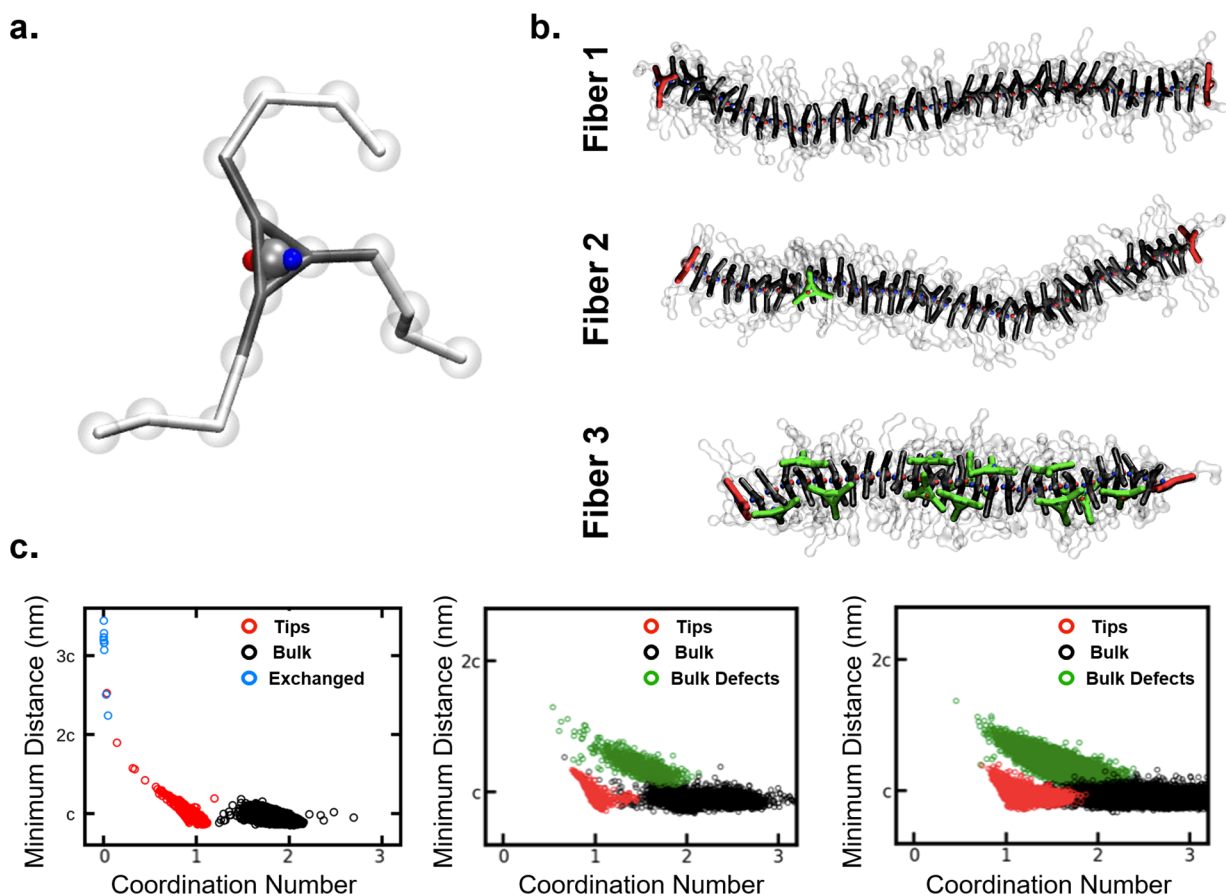 a.
b.
Fiber 1
Fiber 2
Fiber 3
c.
Minimum Distance (nm)
3c
2c
c
0 1 2 3
Coordination Number
Tips
Bulk
Exchanged
Minimum Distance (nm)
2c
c
0 1 2 3
Coordination Number
Tips
Bulk
Bulk Defects
Minimum Distance (nm)
2c
c
0 1 2 3
Coordination Number
Tips
Bulk
Bulk Defects